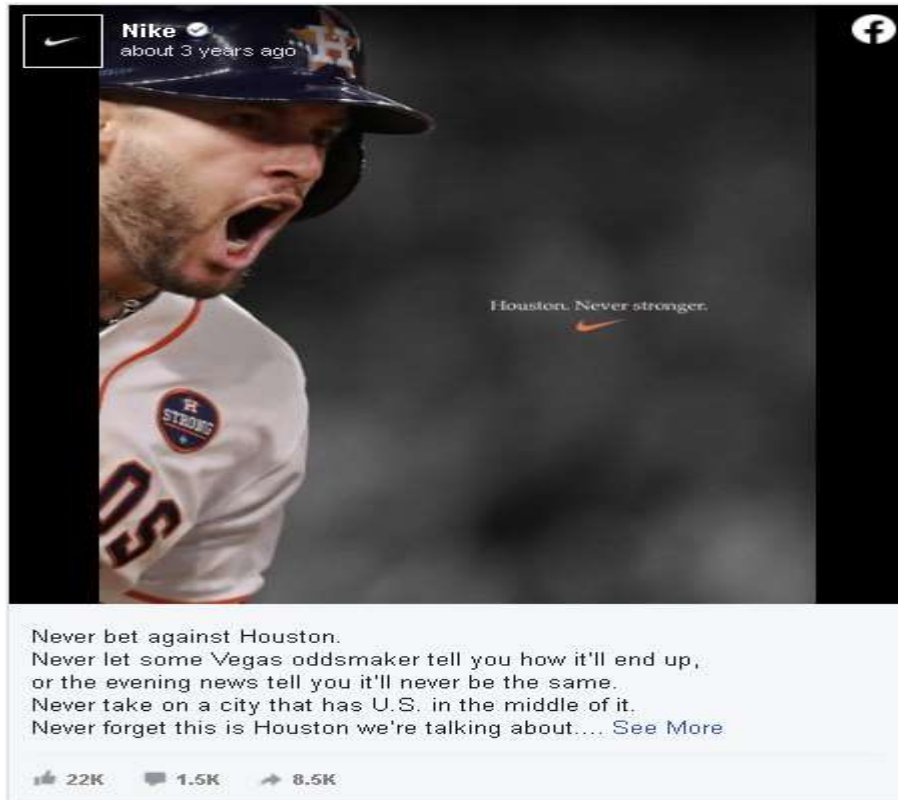 Nike
about 3 years ago
H
Houston. Never stronger.
H
STRONG
OS
Never bet against Houston.
Never let some Vegas oddsmaker tell you how it'll end up,
or the evening news tell you it'll never be the same.
Never take on a city that has U.S. in the middle of it.
Never forget this is Houston we're talking about.... See More
22K 1.5K 8.5K